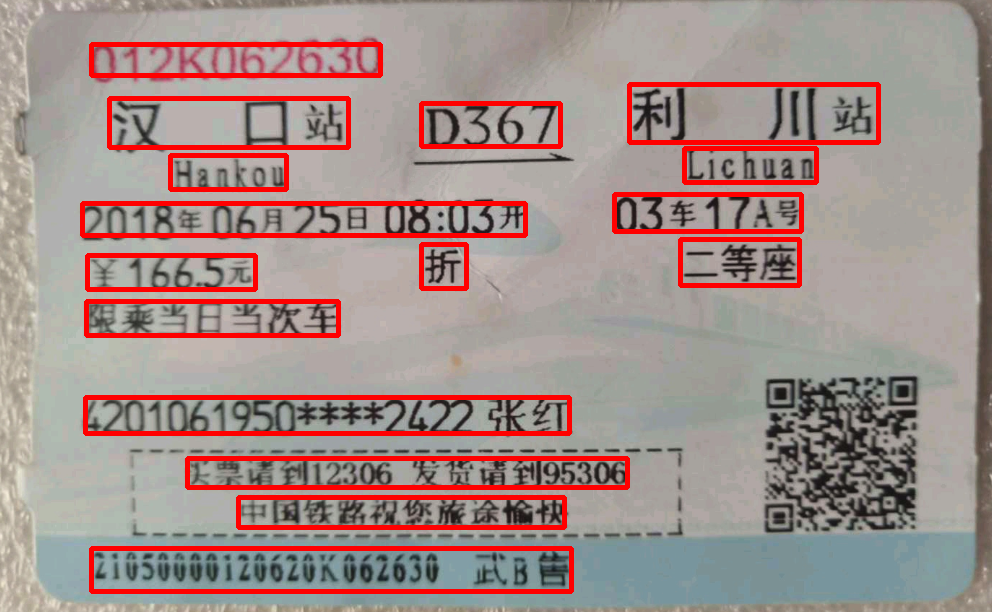 012K062630
汉口站 D367 利川站
Hankou Lichuan
2018年06月25日 08:03开 03车17A号
¥166.5元 折 二等座
限乘当日当次车
4201061950****2422 张红
买票请到12306 发货请到95306
中国铁路祝您旅途愉快
21050000120620K062630 武B售